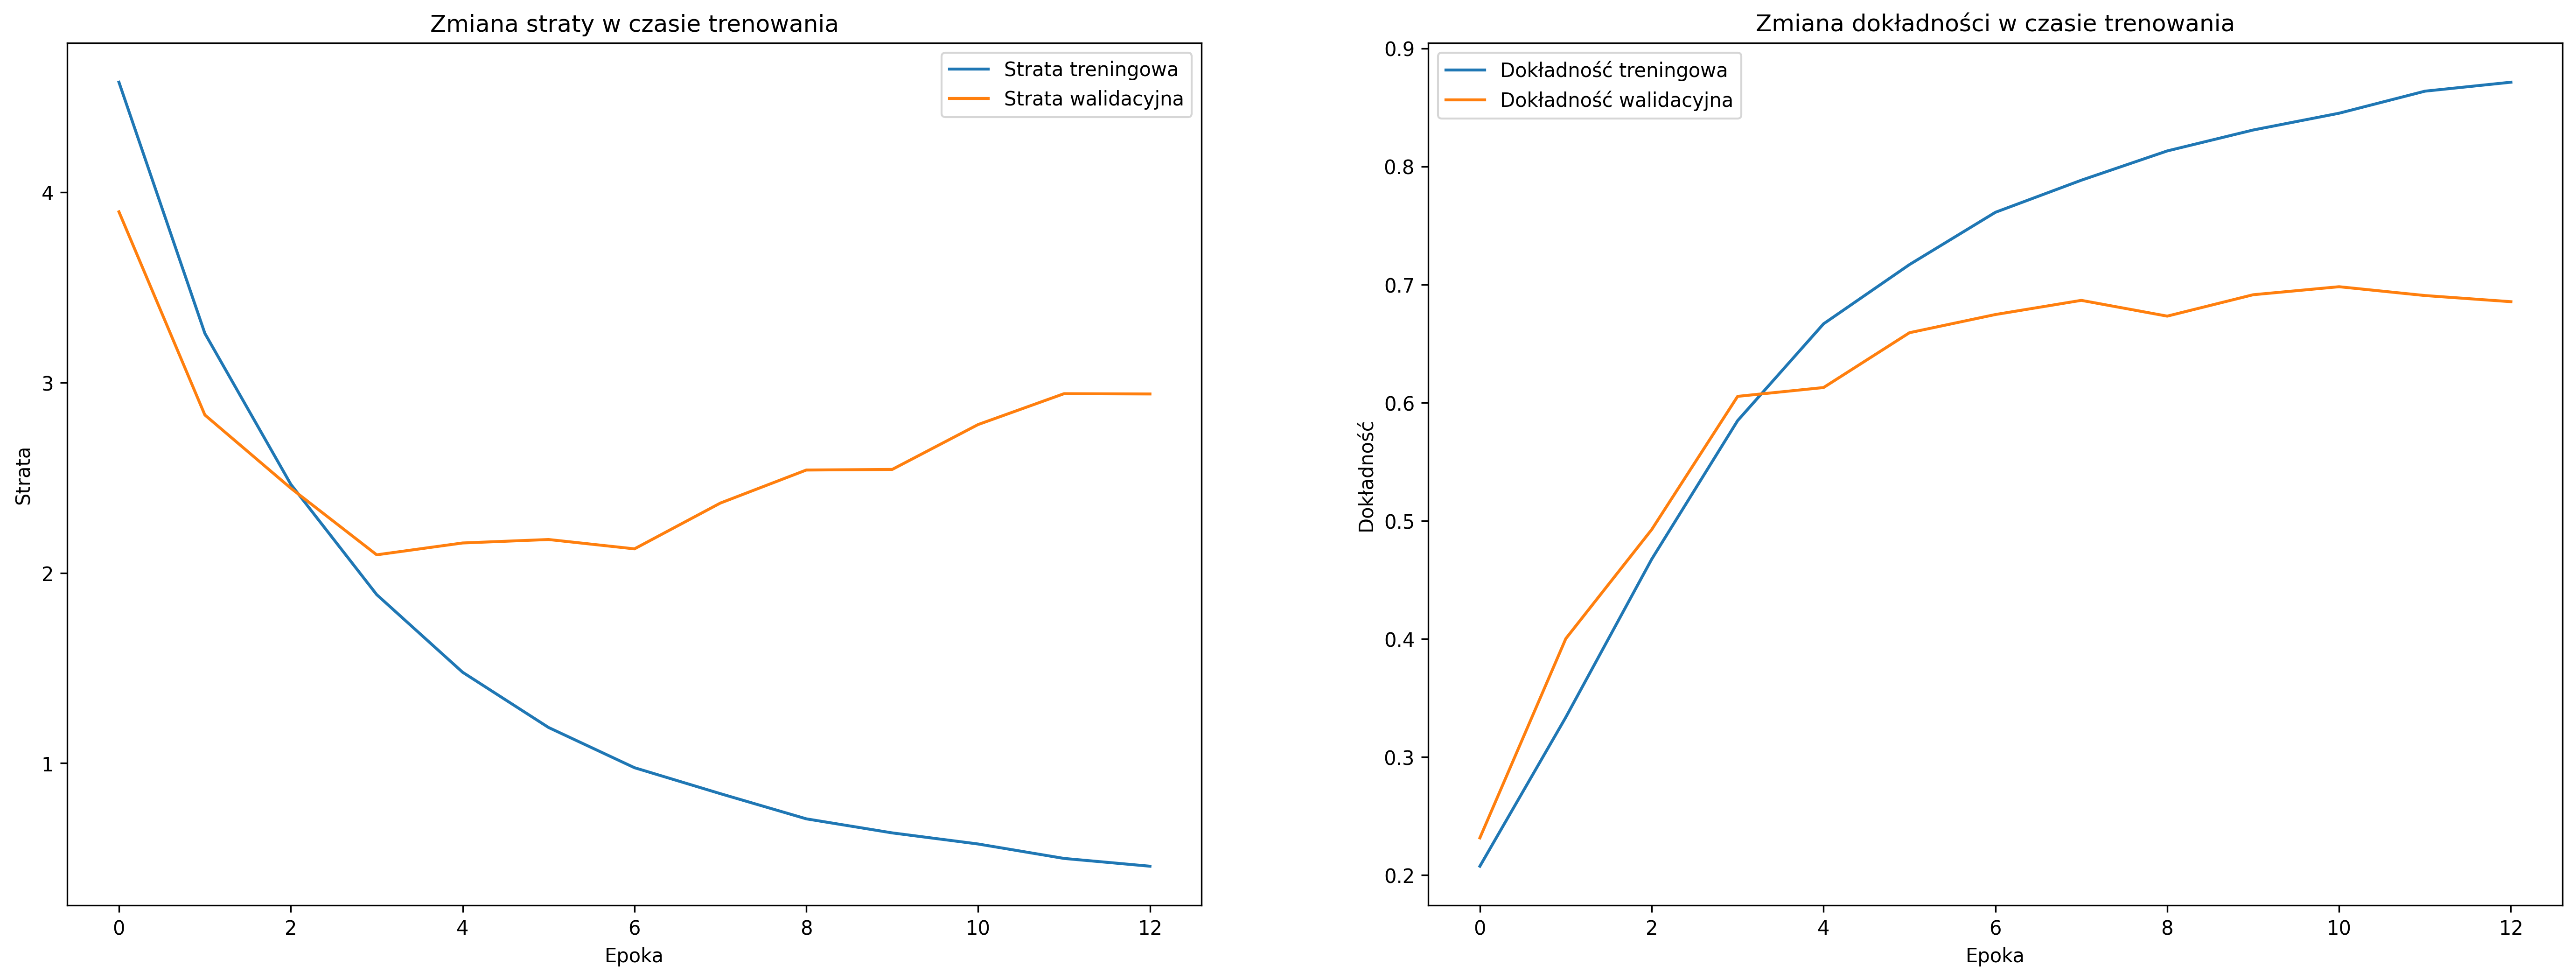 Zmiana straty w czasie trenowania
Strata treningowa
Strata walidacyjna
Strata
4
3
2
1
0 2 4 6 8 10 12
Epoka
Zmiana dokładności w czasie trenowania
Dokładność treningowa
Dokładność walidacyjna
Dokładność
0.9
0.8
0.7
0.6
0.5
0.4
0.3
0.2
0 2 4 6 8 10 12
Epoka